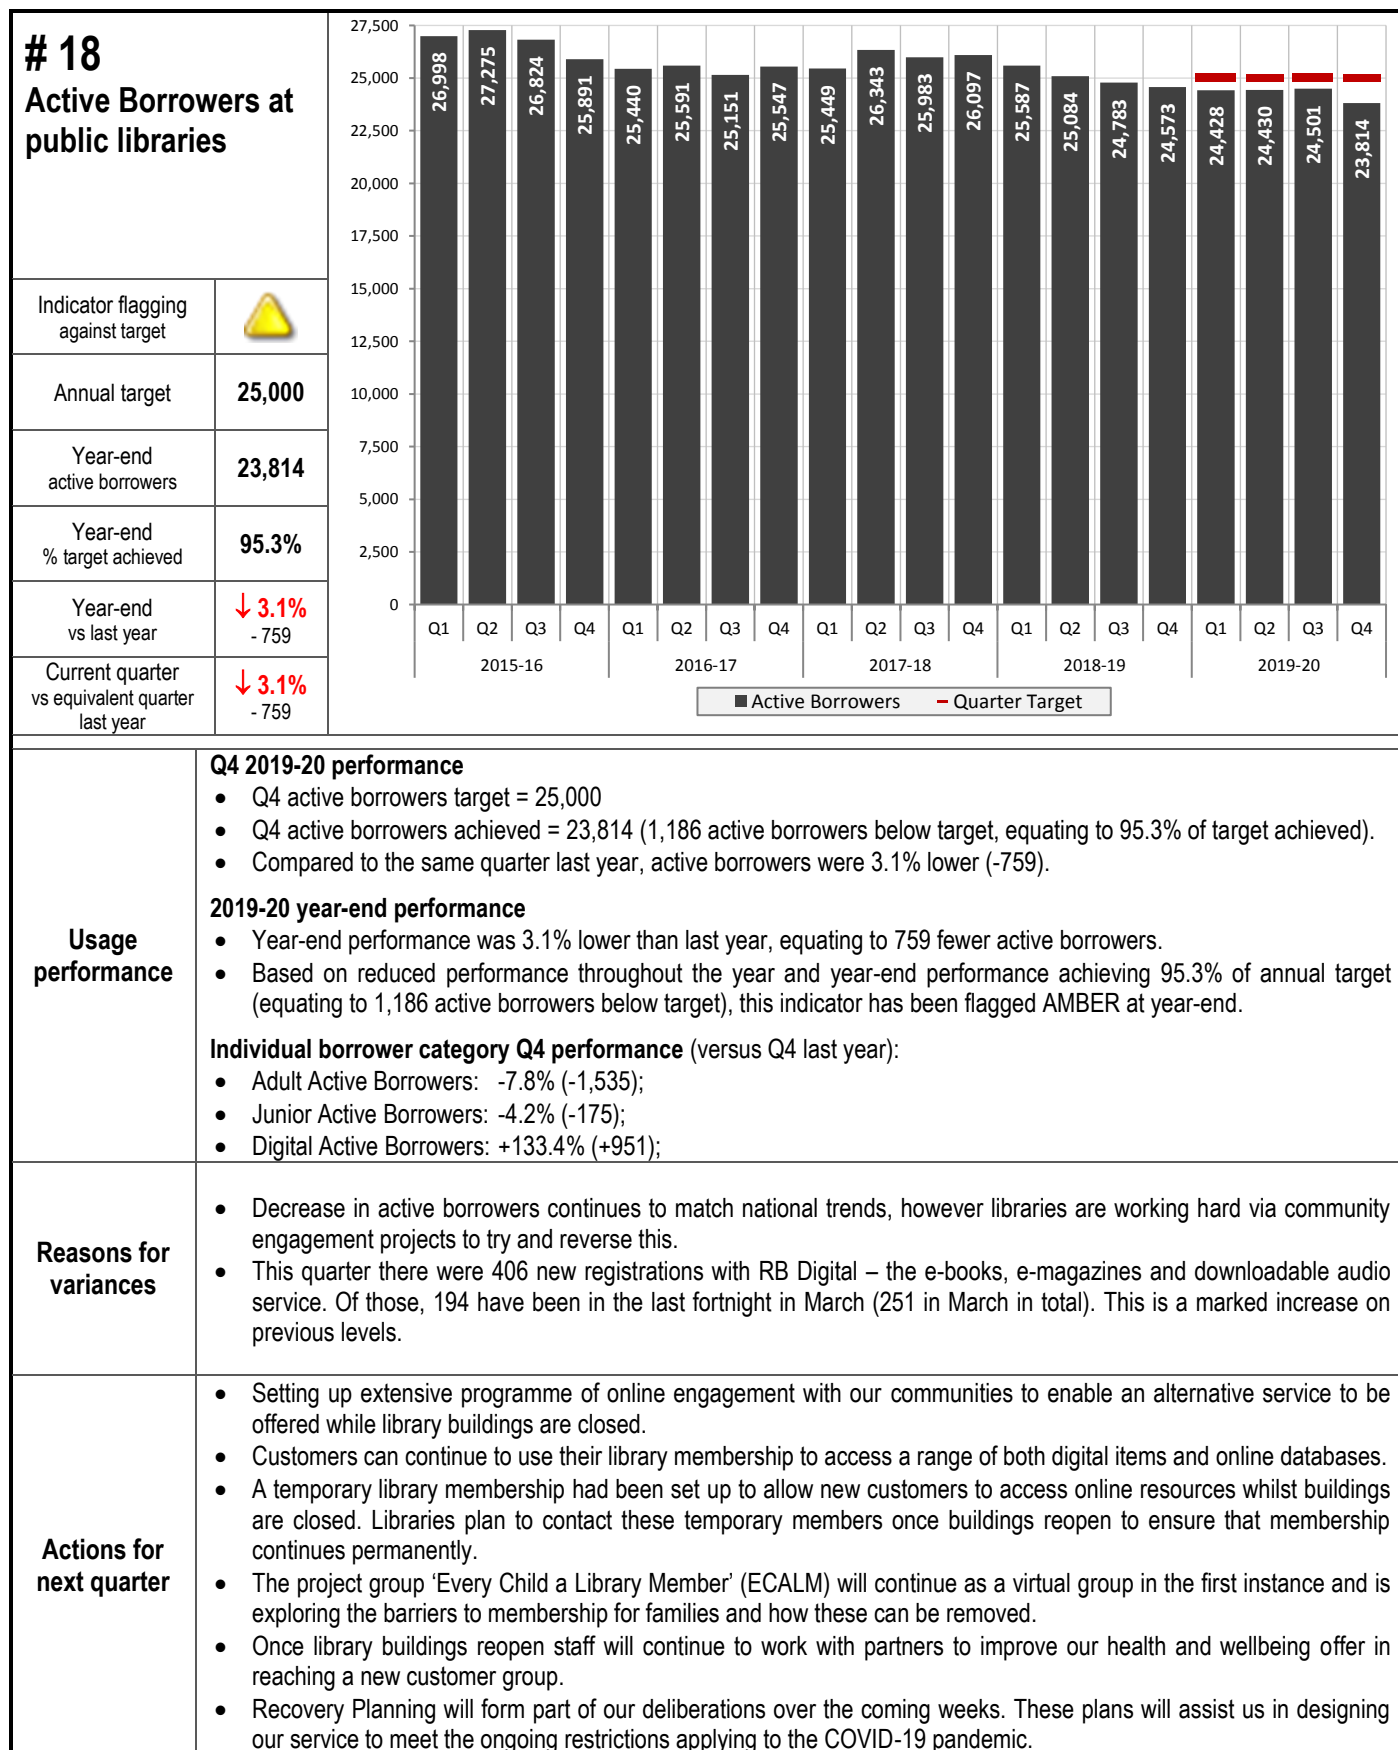 # 18
Active Borrowers at
public libraries
Indicator flagging
against target
Annual target
25,000
Year-end
active borrowers
23,814
Year-end
% target achieved
95.3%
Year-end
vs last year
↓ 3.1%
- 759
Current quarter
vs equivalent quarter
last year
↓ 3.1%
- 759
27,500
25,000
22,500
20,000
17,500
15,000
12,500
10,000
7,500
5,000
2,500
0
26,998
27,275
26,824
25,891
25,440
25,591
25,151
25,547
25,449
26,343
25,983
26,097
25,587
25,084
24,783
24,573
24,428
24,430
24,501
23,814
Q1 Q2 Q3 Q4 Q1 Q2 Q3 Q4 Q1 Q2 Q3 Q4 Q1 Q2 Q3 Q4 Q1 Q2 Q3 Q4
2015-16 2016-17 2017-18 2018-19 2019-20
Active Borrowers Quarter Target
Usage
performance
Q4 2019-20 performance
• Q4 active borrowers target = 25,000
• Q4 active borrowers achieved = 23,814 (1,186 active borrowers below target, equating to 95.3% of target achieved).
• Compared to the same quarter last year, active borrowers were 3.1% lower (-759).
2019-20 year-end performance
• Year-end performance was 3.1% lower than last year, equating to 759 fewer active borrowers.
• Based on reduced performance throughout the year and year-end performance achieving 95.3% of annual target
(equating to 1,186 active borrowers below target), this indicator has been flagged AMBER at year-end.
Individual borrower category Q4 performance (versus Q4 last year):
• Adult Active Borrowers: -7.8% (-1,535);
• Junior Active Borrowers: -4.2% (-175);
• Digital Active Borrowers: +133.4% (+951);
Reasons for
variances
• Decrease in active borrowers continues to match national trends, however libraries are working hard via community
engagement projects to try and reverse this.
• This quarter there were 406 new registrations with RB Digital – the e-books, e-magazines and downloadable audio
service. Of those, 194 have been in the last fortnight in March (251 in March in total). This is a marked increase on
previous levels.
Actions for
next quarter
• Setting up extensive programme of online engagement with our communities to enable an alternative service to be
offered while library buildings are closed.
• Customers can continue to use their library membership to access a range of both digital items and online databases.
• A temporary library membership had been set up to allow new customers to access online resources whilst buildings
are closed. Libraries plan to contact these temporary members once buildings reopen to ensure that membership
continues permanently.
• The project group ‘Every Child a Library Member’ (ECALM) will continue as a virtual group in the first instance and is
exploring the barriers to membership for families and how these can be removed.
• Once library buildings reopen staff will continue to work with partners to improve our health and wellbeing offer in
reaching a new customer group.
• Recovery Planning will form part of our deliberations over the coming weeks. These plans will assist us in designing
our service to meet the ongoing restrictions applying to the COVID-19 pandemic.